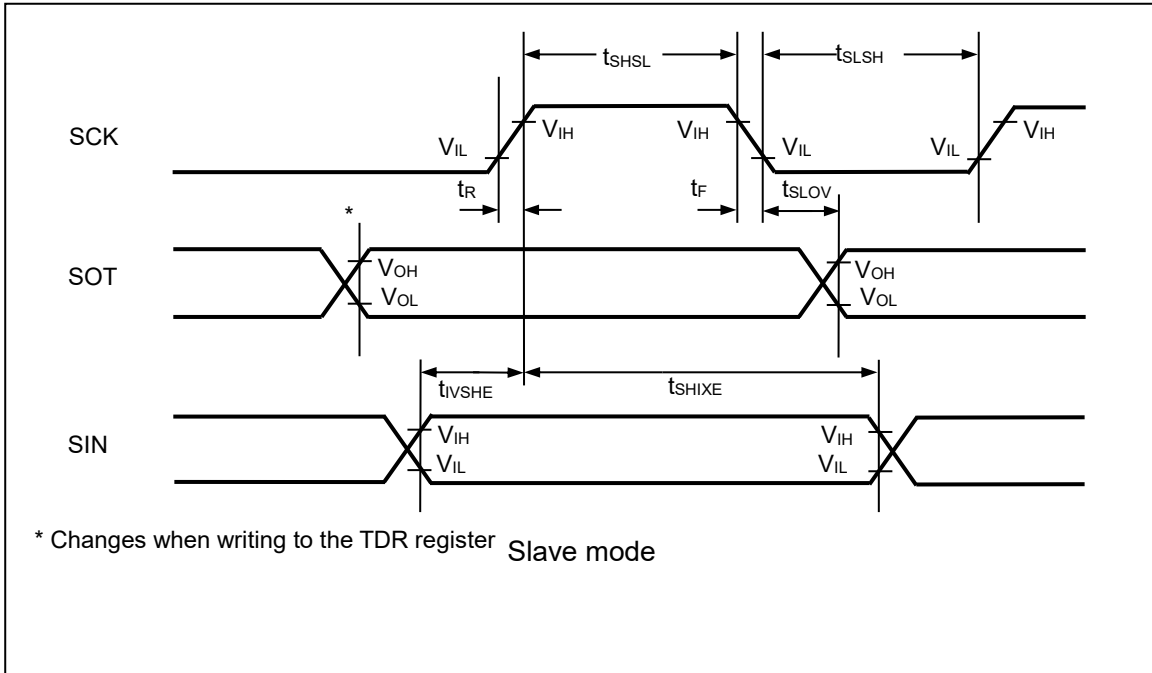 tSHSL
tSLSH
SCK
VIH
VIH
VIH
VIL
VIL
VIL
tR
tF
tSLOV
*
SOT
VOH
VOH
VOL
VOL
tIVSHE
tSHIXE
SIN
VIH
VIH
VIL
VIL
* Changes when writing to the TDR register
Slave mode